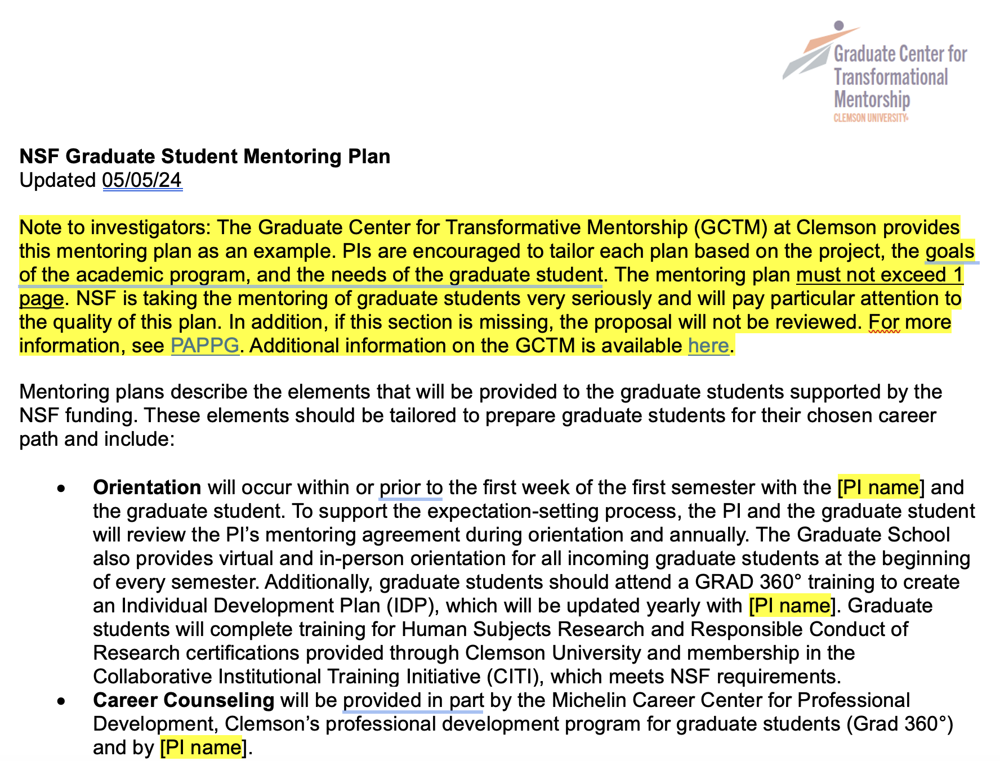 Graduate Center for
Transformational
Mentorship
CLEMSON UNIVERSITY®
NSF Graduate Student Mentoring Plan
Updated 05/05/24
Note to investigators: The Graduate Center for Transformative Mentorship (GCTM) at Clemson provides
this mentoring plan as an example. PIs are encouraged to tailor each plan based on the project, the goals
of the academic program, and the needs of the graduate student. The mentoring plan must not exceed 1
page. NSF is taking the mentoring of graduate students very seriously and will pay particular attention to
the quality of this plan. In addition, if this section is missing, the proposal will not be reviewed. For more
information, see PAPPG. Additional information on the GCTM is available here.
Mentoring plans describe the elements that will be provided to the graduate students supported by the
NSF funding. These elements should be tailored to prepare graduate students for their chosen career
path and include:
• Orientation will occur within or prior to the first week of the first semester with the [PI name] and
the graduate student. To support the expectation-setting process, the PI and the graduate student
will review the PI’s mentoring agreement during orientation and annually. The Graduate School
also provides virtual and in-person orientation for all incoming graduate students at the beginning
of every semester. Additionally, graduate students should attend a GRAD 360° training to create
an Individual Development Plan (IDP), which will be updated yearly with [PI name]. Graduate
students will complete training for Human Subjects Research and Responsible Conduct of
Research certifications provided through Clemson University and membership in the
Collaborative Institutional Training Initiative (CITI), which meets NSF requirements.
• Career Counseling will be provided in part by the Michelin Career Center for Professional
Development, Clemson’s professional development program for graduate students (Grad 360°)
and by [PI name].